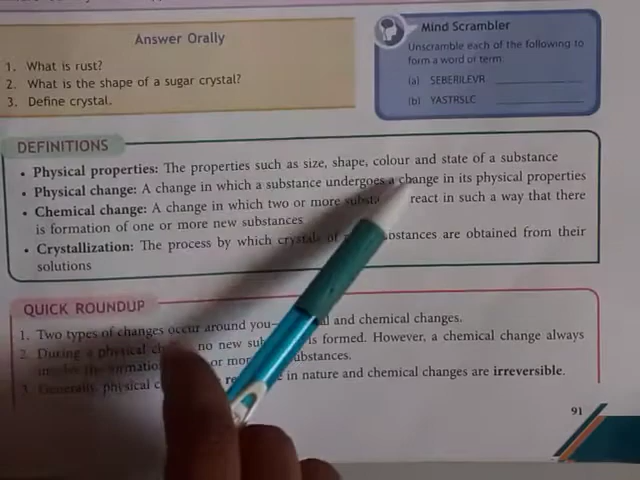 Answer Orally
1. What is rust?
2. What is the shape of a sugar crystal?
3. Define crystal.
Mind Scrambler
Unscramble each of the following to
form a word or term
(a) SEBERILEVR
(b) YASTRSLC
DEFINITIONS
• Physical properties: The properties such as size, shape, colour and state of a substance
• Physical change: A change in which a substance undergoes a change in its physical properties
• Chemical change: A change in which two or more react in such a way that there
is formation of one or more new substances
• Crystallization: The process by which crystals of substances are obtained from their
solutions
QUICK ROUNDUP
1. Two types of changes occur around you— and chemical changes.
2. During a physical no new is formed. However, a chemical change always
or more substances.
3. Generally, physical in nature and chemical changes are irreversible.
91